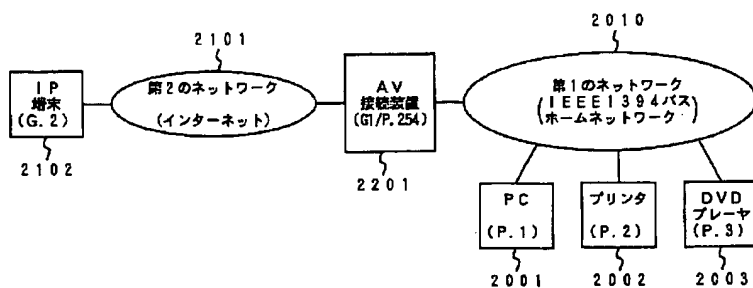 2101
2010
IP
端末
(G.2)
第2のネットワーク
(インターネット)
AV
接続装置
(G1/P.254)
第1のネットワーク
(IEEE1394バス
ホームネットワーク)
2102
2201
PC
(P.1)
プリンタ
(P.2)
DVD
プレーヤ
(P.3)
2001
2002
2003